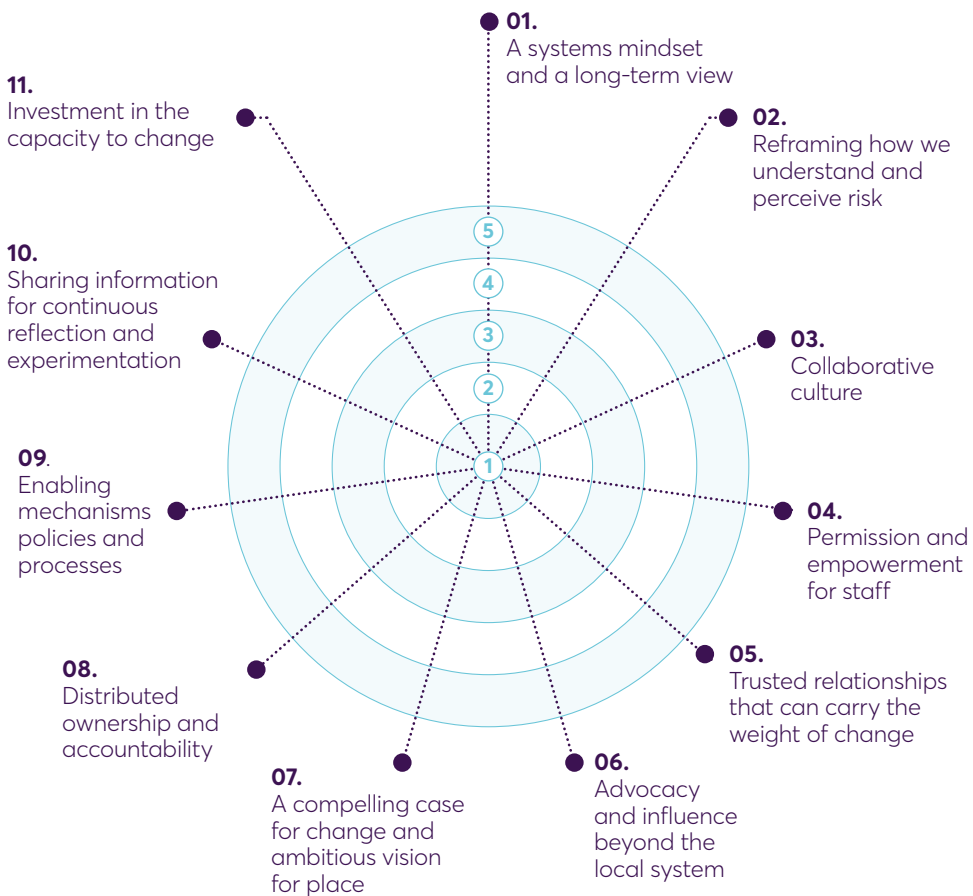 01.
A systems mindset
and a long-term view
02.
Reframing how we
understand and
perceive risk
03.
Collaborative
culture
04.
Permission and
empowerment
for staff
05.
Trusted relationships
that can carry the
weight of change
06.
Advocacy
and influence
beyond the
local system
07.
A compelling case
for change and
ambitious vision
for place
08.
Distributed
ownership and
accountability
09.
Enabling
mechanisms
policies and
processes
10.
Sharing information
for continuous
reflection and
experimentation
11.
Investment in the
capacity to change
5
4
3
2
1